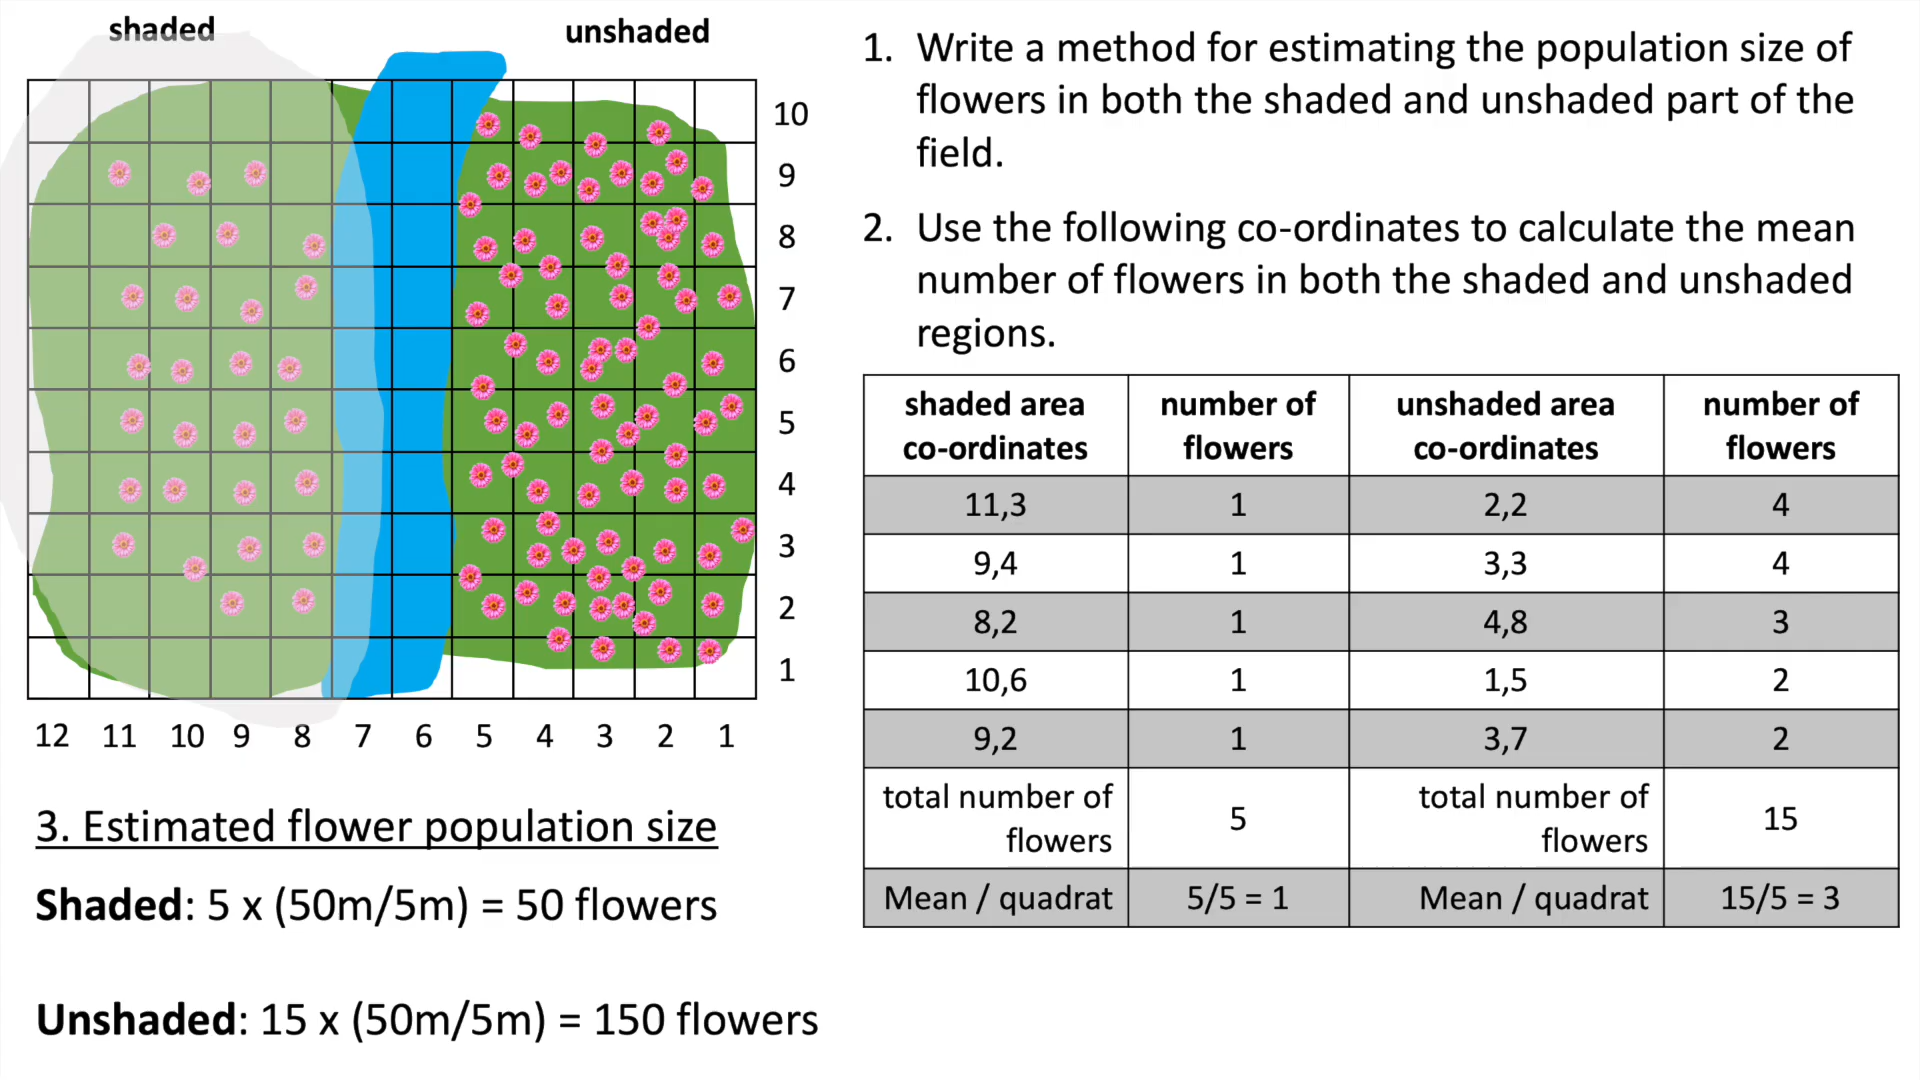 shaded
unshaded
10
9
8
7
6
5
4
3
2
1
12 11 10 9 8 7 6 5 4 3 2 1
3. Estimated flower population size
Shaded: 5 x (50m/5m) = 50 flowers
Unshaded: 15 x (50m/5m) = 150 flowers
1. Write a method for estimating the population size of
flowers in both the shaded and unshaded part of the
field.
2. Use the following co-ordinates to calculate the mean
number of flowers in both the shaded and unshaded
regions.
shaded area co-ordinates number of flowers unshaded area co-ordinates number of flowers
11,3 1 2,2 4
9,4 1 3,3 4
8,2 1 4,8 3
10,6 1 1,5 2
9,2 1 3,7 2
total number of flowers 5 total number of flowers 15
Mean / quadrat 5/5 = 1 Mean / quadrat 15/5 = 3